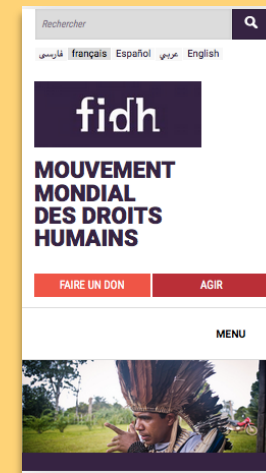 Rechercher
فارسی français Español عربي English
fidh
MOUVEMENT
MONDIAL
DES DROITS
HUMAINS
FAIRE UN DON AGIR
MENU